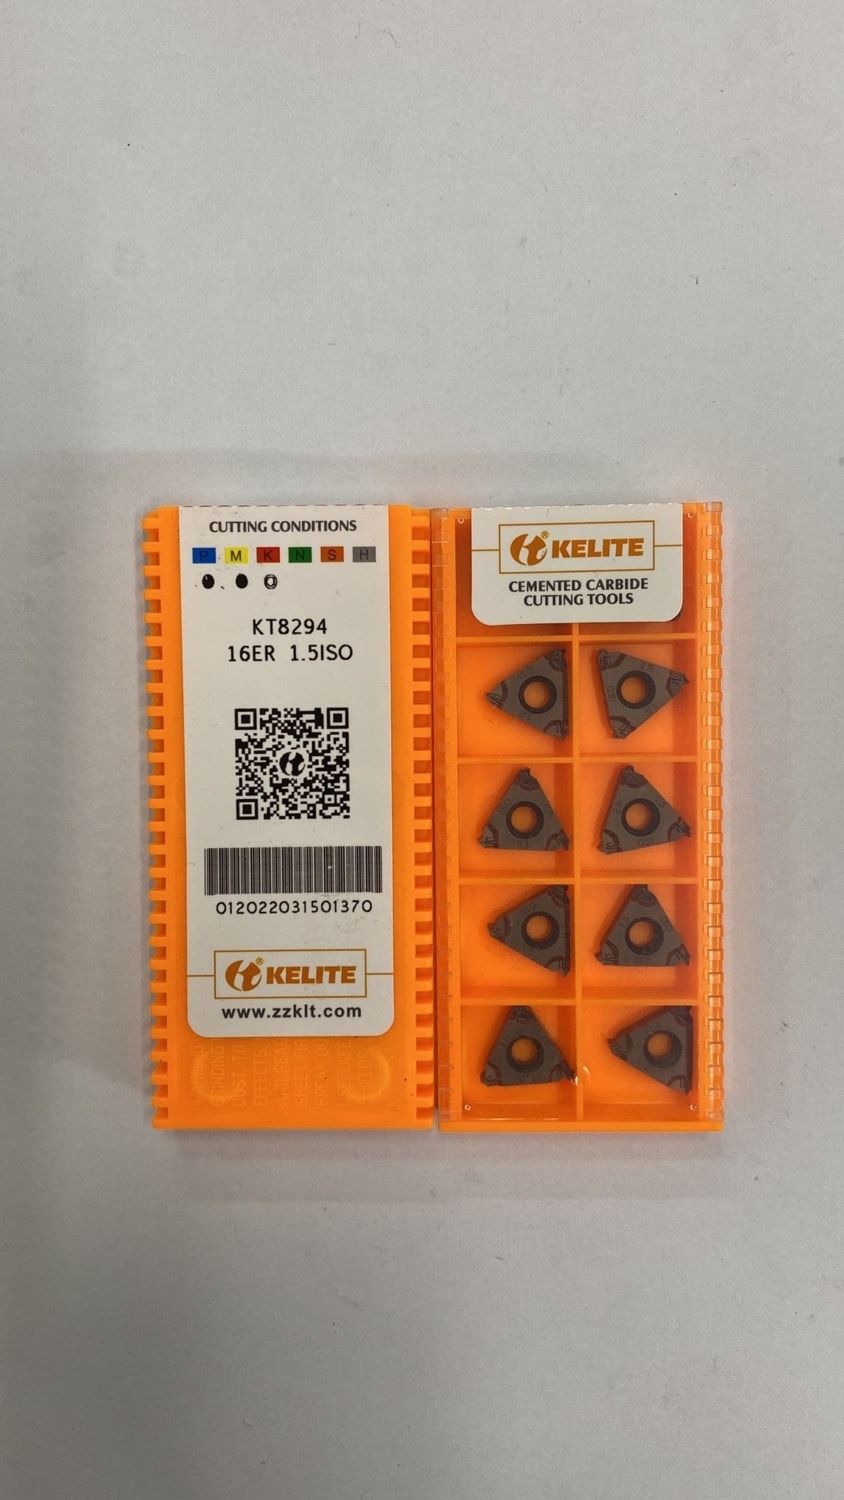 CUTTING CONDITIONS
P M K N S H
KT8294
16ER 1.5ISO
012022031501370
KELITE®
www.zzklt.com
®KELITE
CEMENTED CARBIDE
CUTTING TOOLS